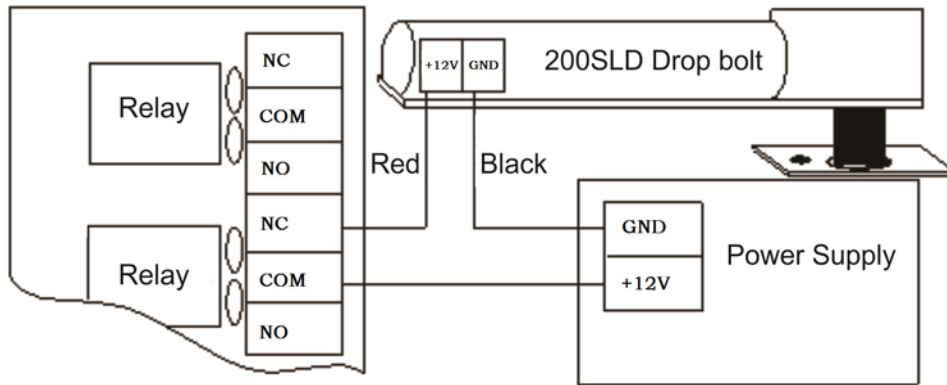 NC
COM
NO
NC
COM
NO
Relay
Relay
+12V GND
200SLD Drop bolt
Red
Black
GND
+12V
Power Supply